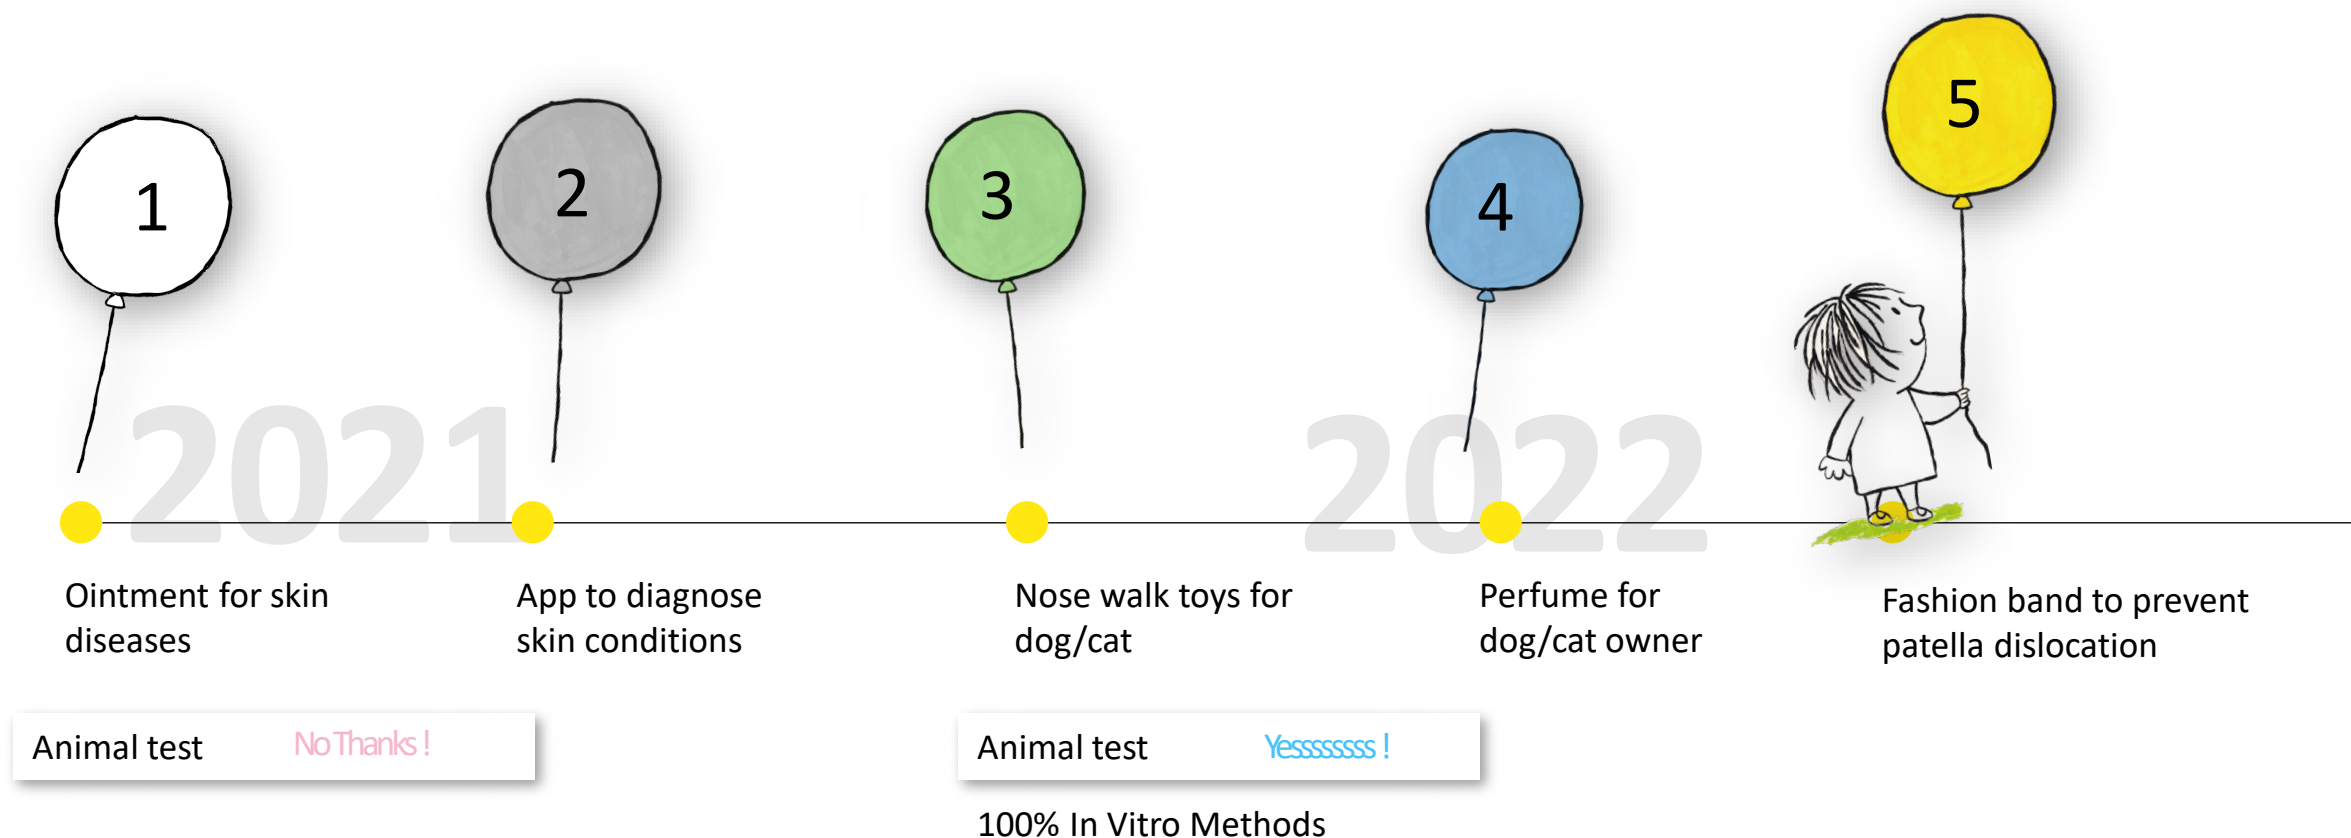 1
2
3
4
5
2021
2022
Ointment for skin
diseases
App to diagnose
skin conditions
Nose walk toys for
dog/cat
Perfume for
dog/cat owner
Fashion band to prevent
patella dislocation
Animal test No Thanks !
Animal test Yessssssss !
100% In Vitro Methods